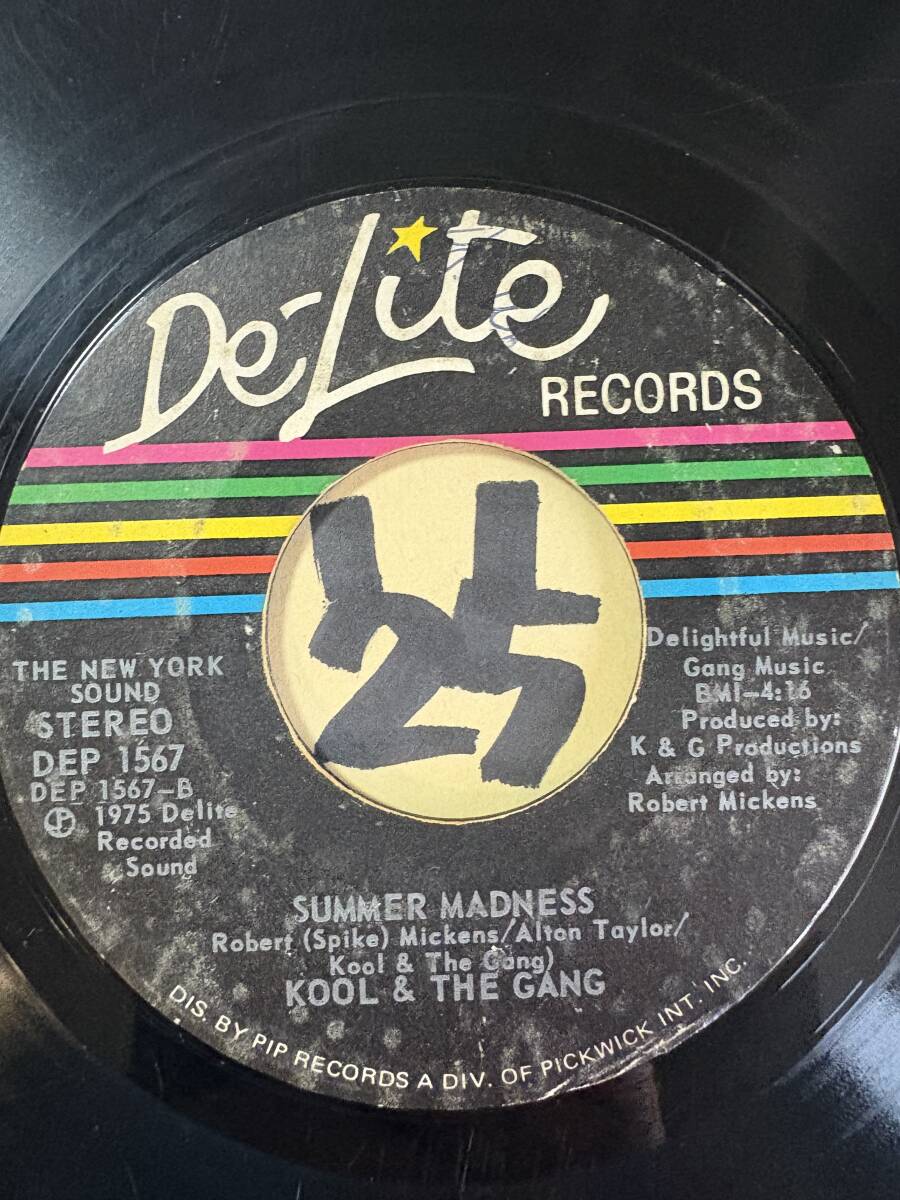 De-Lite
RECORDS
THE NEW YORK
SOUND
STEREO
DEP 1567
DEP 1567-B
Ⓟ 1975 Delite
Recorded
Sound
Delightful Music/
Gang Music
BMI-4:16
Produced by:
K & G Productions
Arranged by:
Robert Mickens
SUMMER MADNESS
Robert (Spike) Mickens/Alton Taylor/
Kool & The Gang)
KOOL & THE GANG
DIS. BY PIP RECORDS A DIV. OF PICKWICK INT. INC.